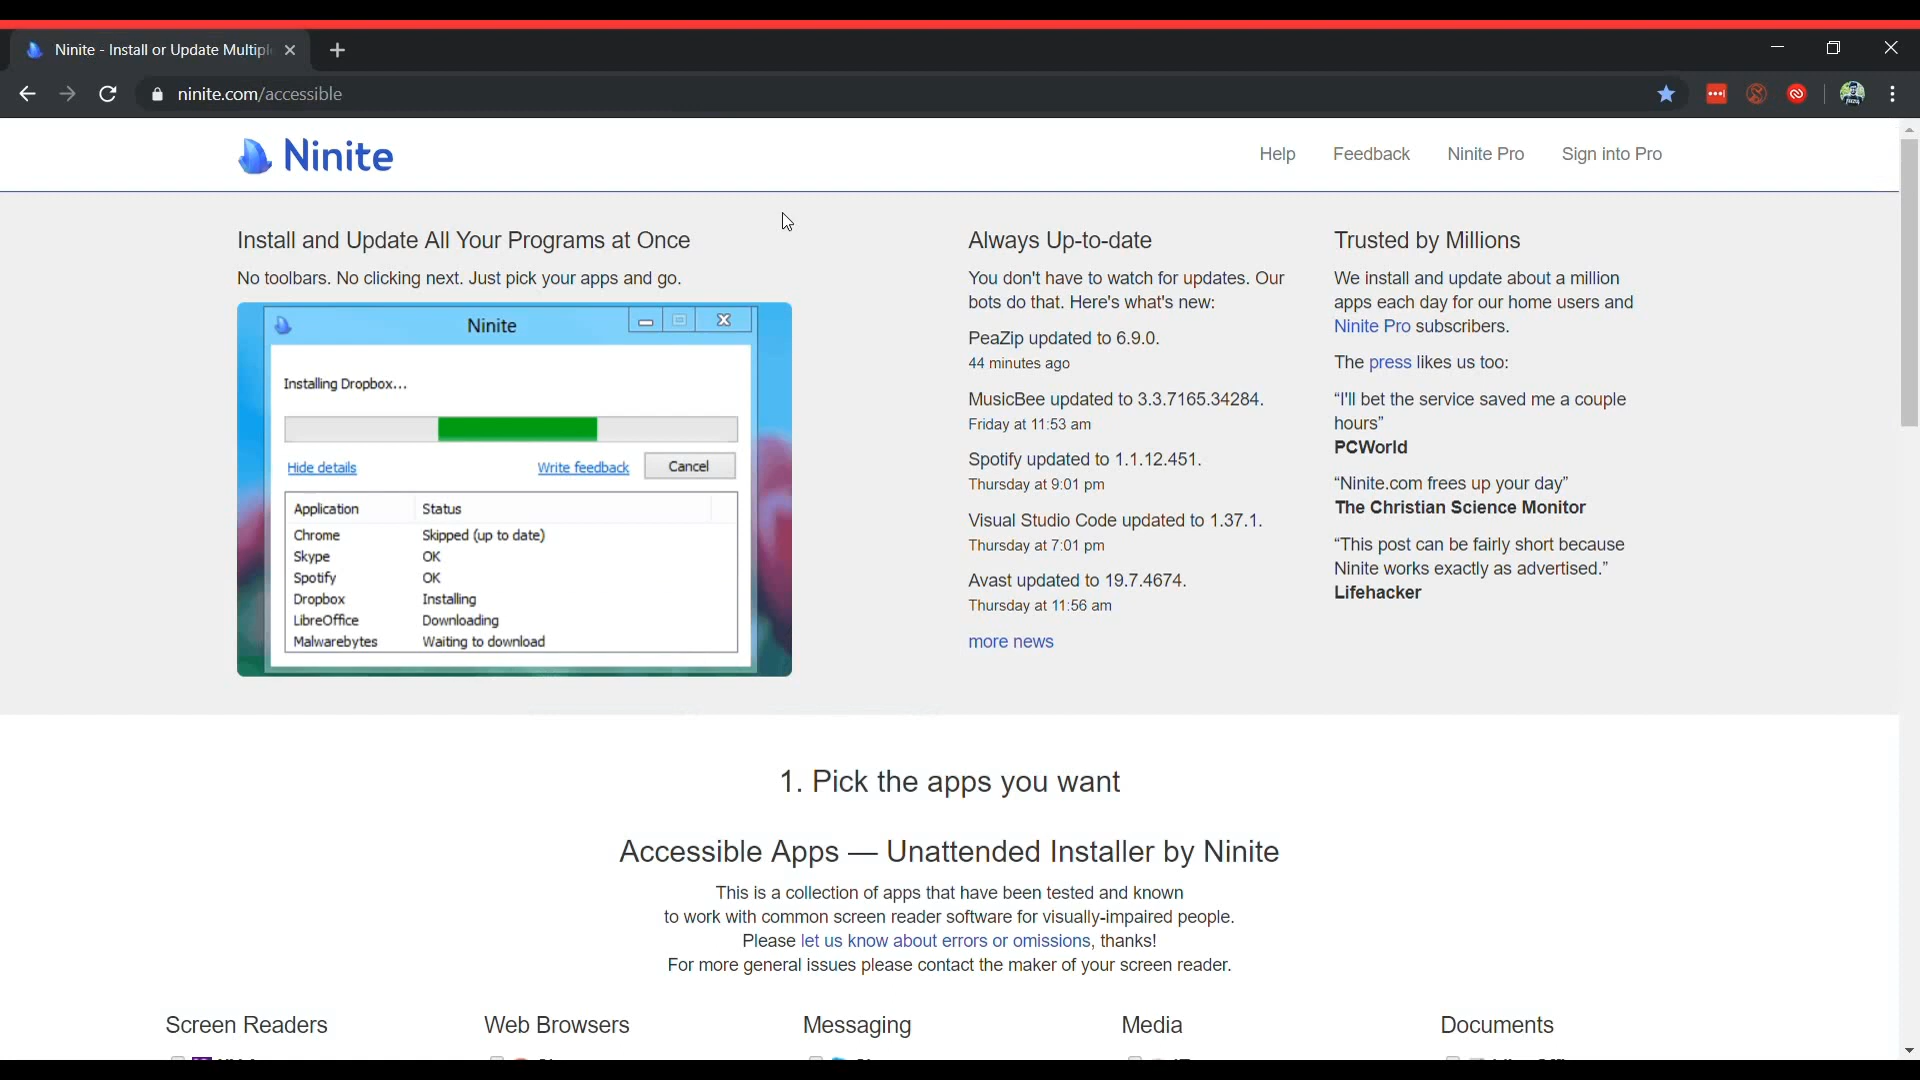 Ninite - Install or Update Multipl
ninite.com/accessible
Ninite
Help
Feedback
Ninite Pro
Sign into Pro
Install and Update All Your Programs at Once
No toolbars. No clicking next. Just pick your apps and go.
Ninite
Installing Dropbox...
Hide details
Write feedback
Cancel
Application Status
Chrome Skipped (up to date)
Skype OK
Spotify OK
Dropbox Installing
LibreOffice Downloading
Malwarebytes Waiting to download
Always Up-to-date
You don't have to watch for updates. Our
bots do that. Here's what's new:
PeaZip updated to 6.9.0.
44 minutes ago
MusicBee updated to 3.3.7165.34284.
Friday at 11:53 am
Spotify updated to 1.1.12.451.
Thursday at 9:01 pm
Visual Studio Code updated to 1.37.1.
Thursday at 7:01 pm
Avast updated to 19.7.4674.
Thursday at 11:56 am
more news
Trusted by Millions
We install and update about a million
apps each day for our home users and
Ninite Pro subscribers.
The press likes us too:
“I'll bet the service saved me a couple
hours”
PCWorld
“Ninite.com frees up your day”
The Christian Science Monitor
“This post can be fairly short because
Ninite works exactly as advertised.”
Lifehacker
1. Pick the apps you want
Accessible Apps — Unattended Installer by Ninite
This is a collection of apps that have been tested and known
to work with common screen reader software for visually-impaired people.
Please let us know about errors or omissions, thanks!
For more general issues please contact the maker of your screen reader.
Screen Readers
Web Browsers
Messaging
Media
Documents